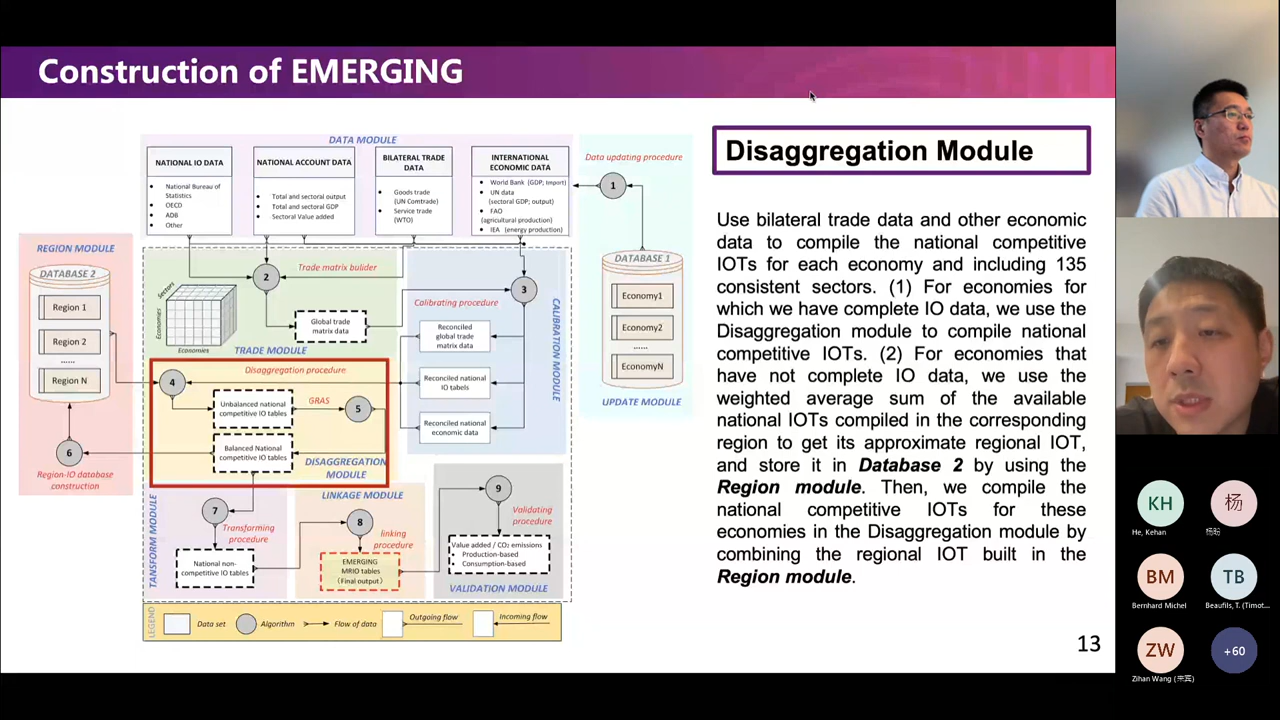 Construction of EMERGING
DATA MODULE
NATIONAL IO DATA
National Bureau of
Statistics
OECD
ADB
Other
NATIONAL ACCOUNT DATA
Total and sectoral output
Total and sectoral GDP
Sectoral Value added
BILATERAL TRADE
DATA
Goods trade
(UN Comtrade)
Service trade
(WTO)
INTERNATIONAL
ECONOMIC DATA
World Bank (GDP; Import)
UN data
(sectoral GDP; output)
FAO
(agricultural production)
IEA (energy production)
Data updating procedure
1
DATABASE 1
Economy1
Economy2
......
EconomyN
UPDATE MODULE
REGION MODULE
DATABASE 2
Region 1
Region 2
......
Region N
6
Region-IO database
construction
2
Trade matrix bulider
Sectors
Economies
Economies
Global trade
matrix data
TRADE MODULE
3
Calibrating procedure
Reconciled
global trade
matrix data
Reconciled national
IO tabels
Reconciled national
economic data
CALIBRATION MODULE
4
Disaggregation procedure
Unbalanced national
competitive IO tables
GRAS
5
Balanced National
competitive IO tables
DISAGGREGATION
MODULE
TANSFORM MODULE
7
Transforming
procedure
National non-
competitive IO tables
LINKAGE MODULE
8
linking
procedure
EMERGING
MRIO tables
(Final output)
9
Validating
procedure
Value added / CO₂ emissions
Production-based
Consumption-based
VALIDATION MODULE
LEGEND
Data set
Algorithm
Flow of data
Outgoing flow
Incoming flow
Disaggregation Module
Use bilateral trade data and other economic
data to compile the national competitive
IOTs for each economy and including 135
consistent sectors. (1) For economies for
which we have complete IO data, we use the
Disaggregation module to compile national
competitive IOTs. (2) For economies that
have not complete IO data, we use the
weighted average sum of the available
national IOTs compiled in the corresponding
region to get its approximate regional IOT,
and store it in Database 2 by using the
Region module. Then, we compile the
national competitive IOTs for these
economies in the Disaggregation module by
combining the regional IOT built in the
Region module.
13
KH
He, Kehan
杨
杨盼
BM
Bernhard Michel
TB
Beaufils, T. (Timot...
ZW
Zihan Wang (来宾)
+60